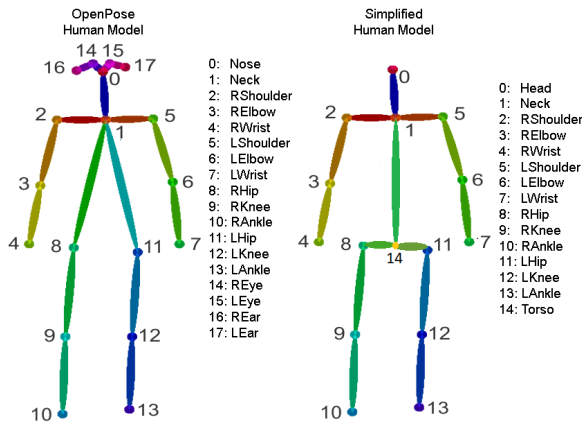 OpenPose
Human Model
14 15
16 17
0
2 1 5
3 6
4 8 11 7
9 12
10 13
0: Nose
1: Neck
2: RShoulder
3: RElbow
4: RWrist
5: LShoulder
6: LElbow
7: LWrist
8: RHip
9: RKnee
10: RAnkle
11: LHip
12: LKnee
13: LAnkle
14: REye
15: LEye
16: REar
17: LEar
Simplified
Human Model
0
2 1 5
3 6
4 8 14 11 7
9 12
10 13
0: Head
1: Neck
2: RShoulder
3: RElbow
4: RWrist
5: LShoulder
6: LElbow
7: LWrist
8: RHip
9: RKnee
10: RAnkle
11: LHip
12: LKnee
13: LAnkle
14: Torso